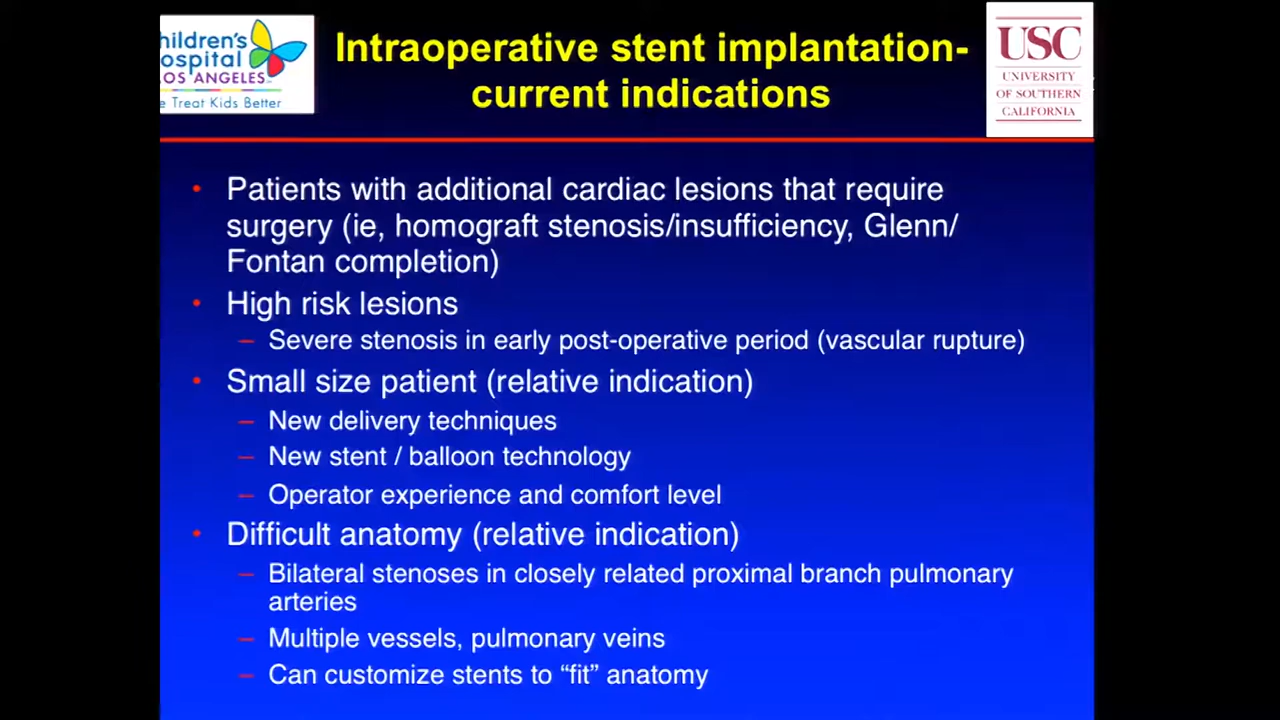 hildren's
ospital
LOS ANGELES
e Treat Kids Better
Intraoperative stent implantation-
current indications
USC
UNIVERSITY
OF SOUTHERN
CALIFORNIA
• Patients with additional cardiac lesions that require
surgery (ie, homograft stenosis/insufficiency, Glenn/
Fontan completion)
• High risk lesions
– Severe stenosis in early post-operative period (vascular rupture)
• Small size patient (relative indication)
– New delivery techniques
– New stent / balloon technology
– Operator experience and comfort level
• Difficult anatomy (relative indication)
– Bilateral stenoses in closely related proximal branch pulmonary
arteries
– Multiple vessels, pulmonary veins
– Can customize stents to “fit” anatomy